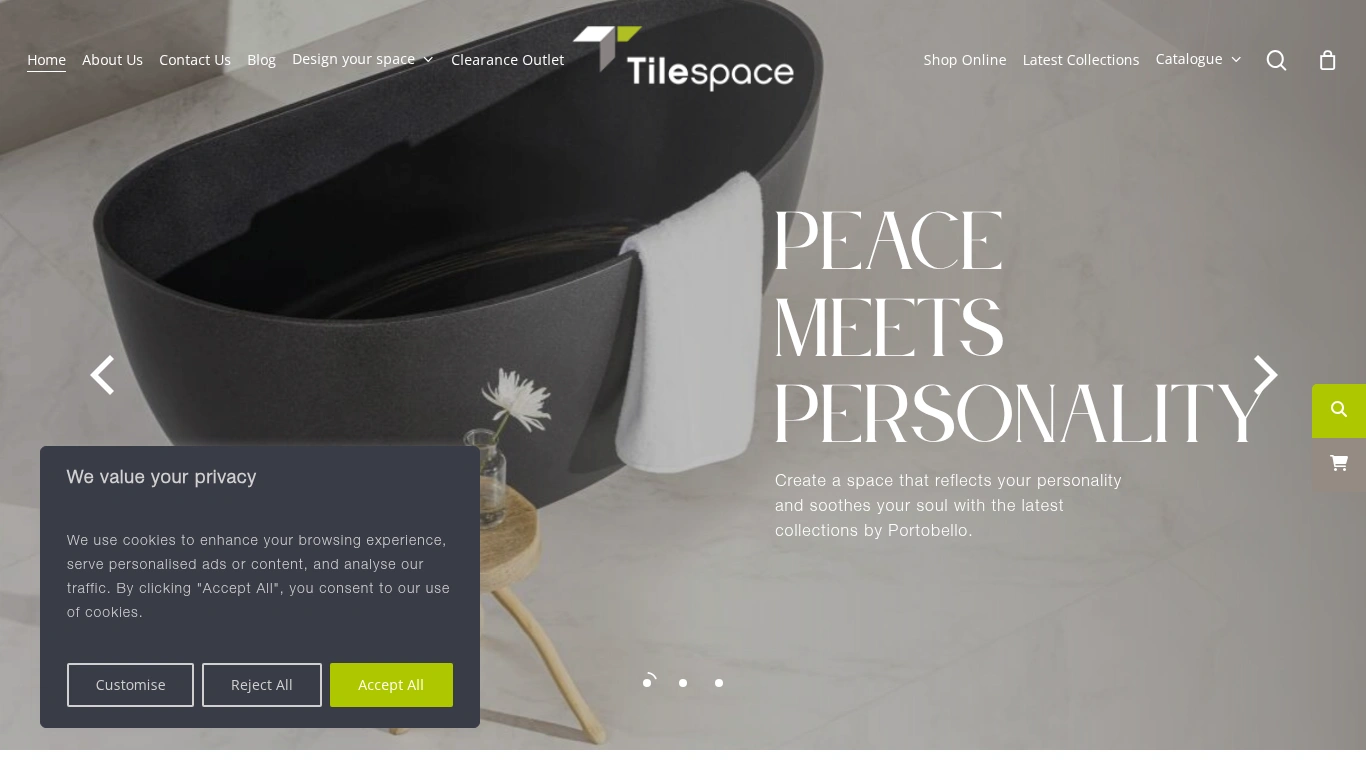 Home About Us Contact Us Blog Design your space Clearance Outlet Tilespace Shop Online Latest Collections Catalogue
PEACE
MEETS
PERSONALITY
Create a space that reflects your personality
and soothes your soul with the latest
collections by Portobello.
We value your privacy
We use cookies to enhance your browsing experience,
serve personalised ads or content, and analyse our
traffic. By clicking "Accept All", you consent to our use
of cookies.
Customise Reject All Accept All